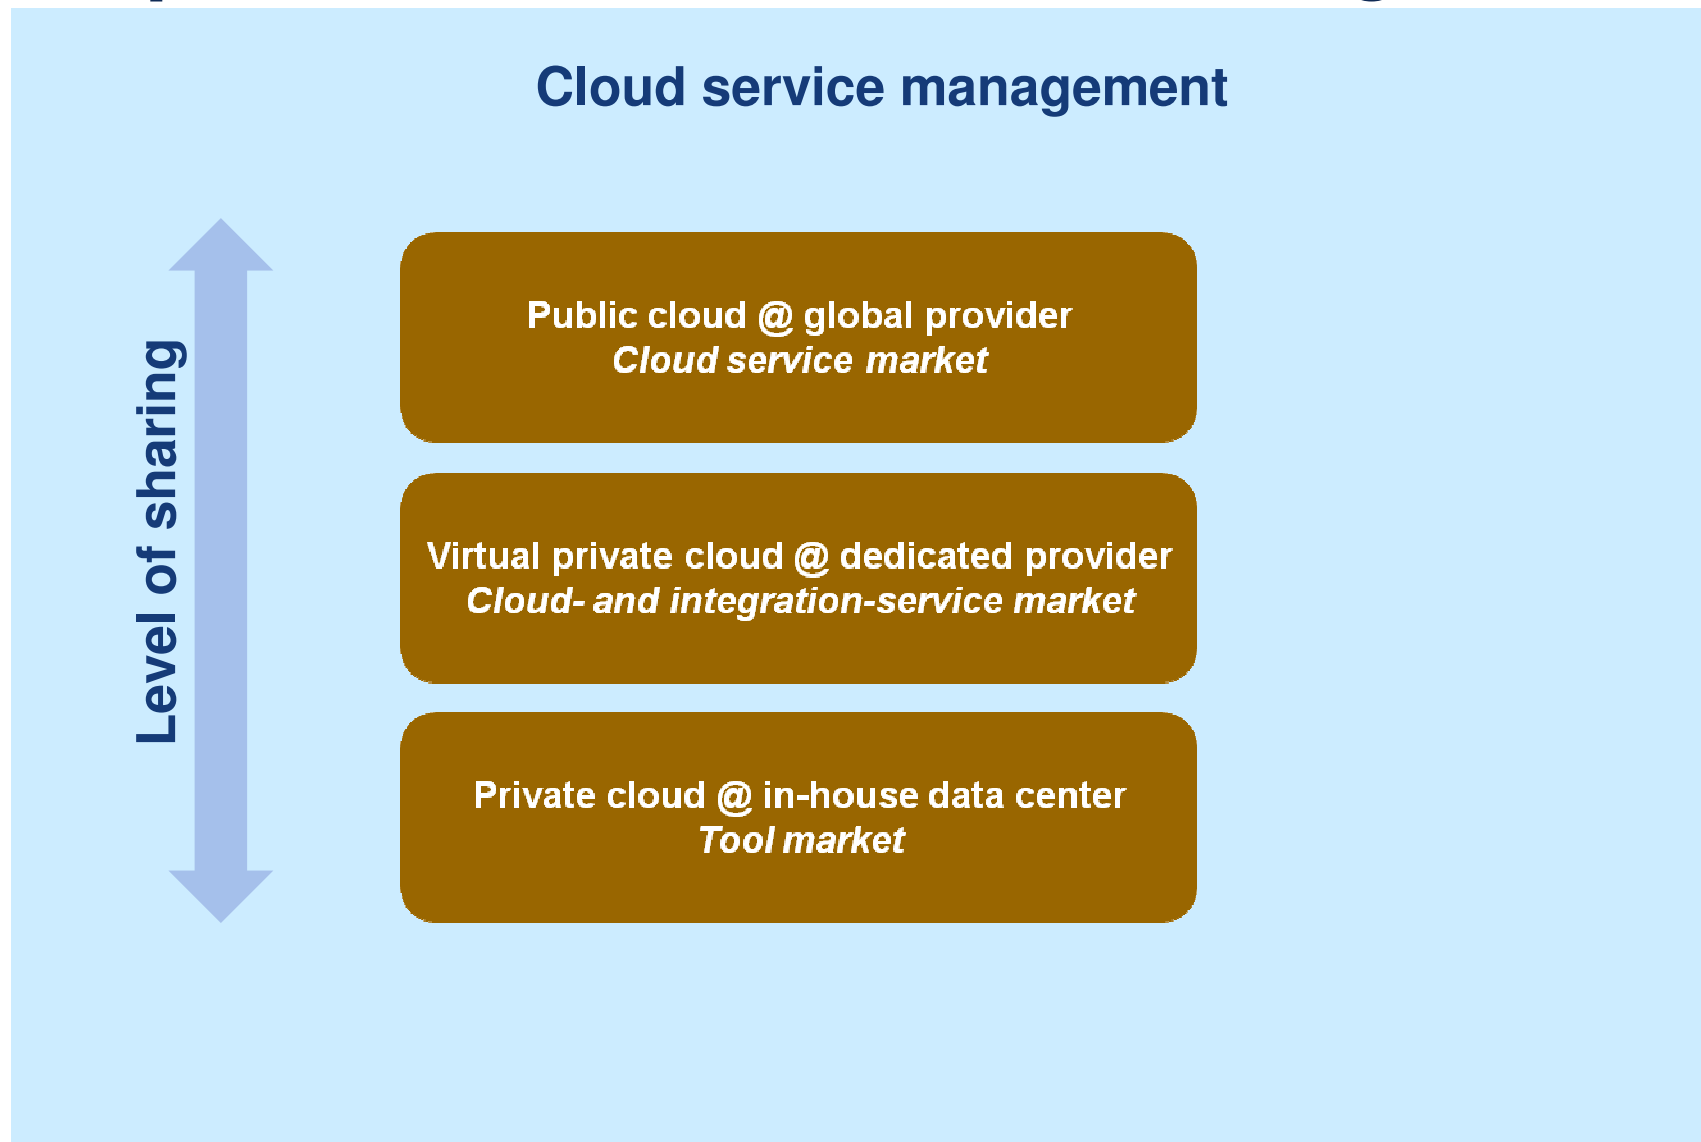 Cloud service management
Level of sharing
Public cloud @ global provider
Cloud service market
Virtual private cloud @ dedicated provider
Cloud- and integration-service market
Private cloud @ in-house data center
Tool market